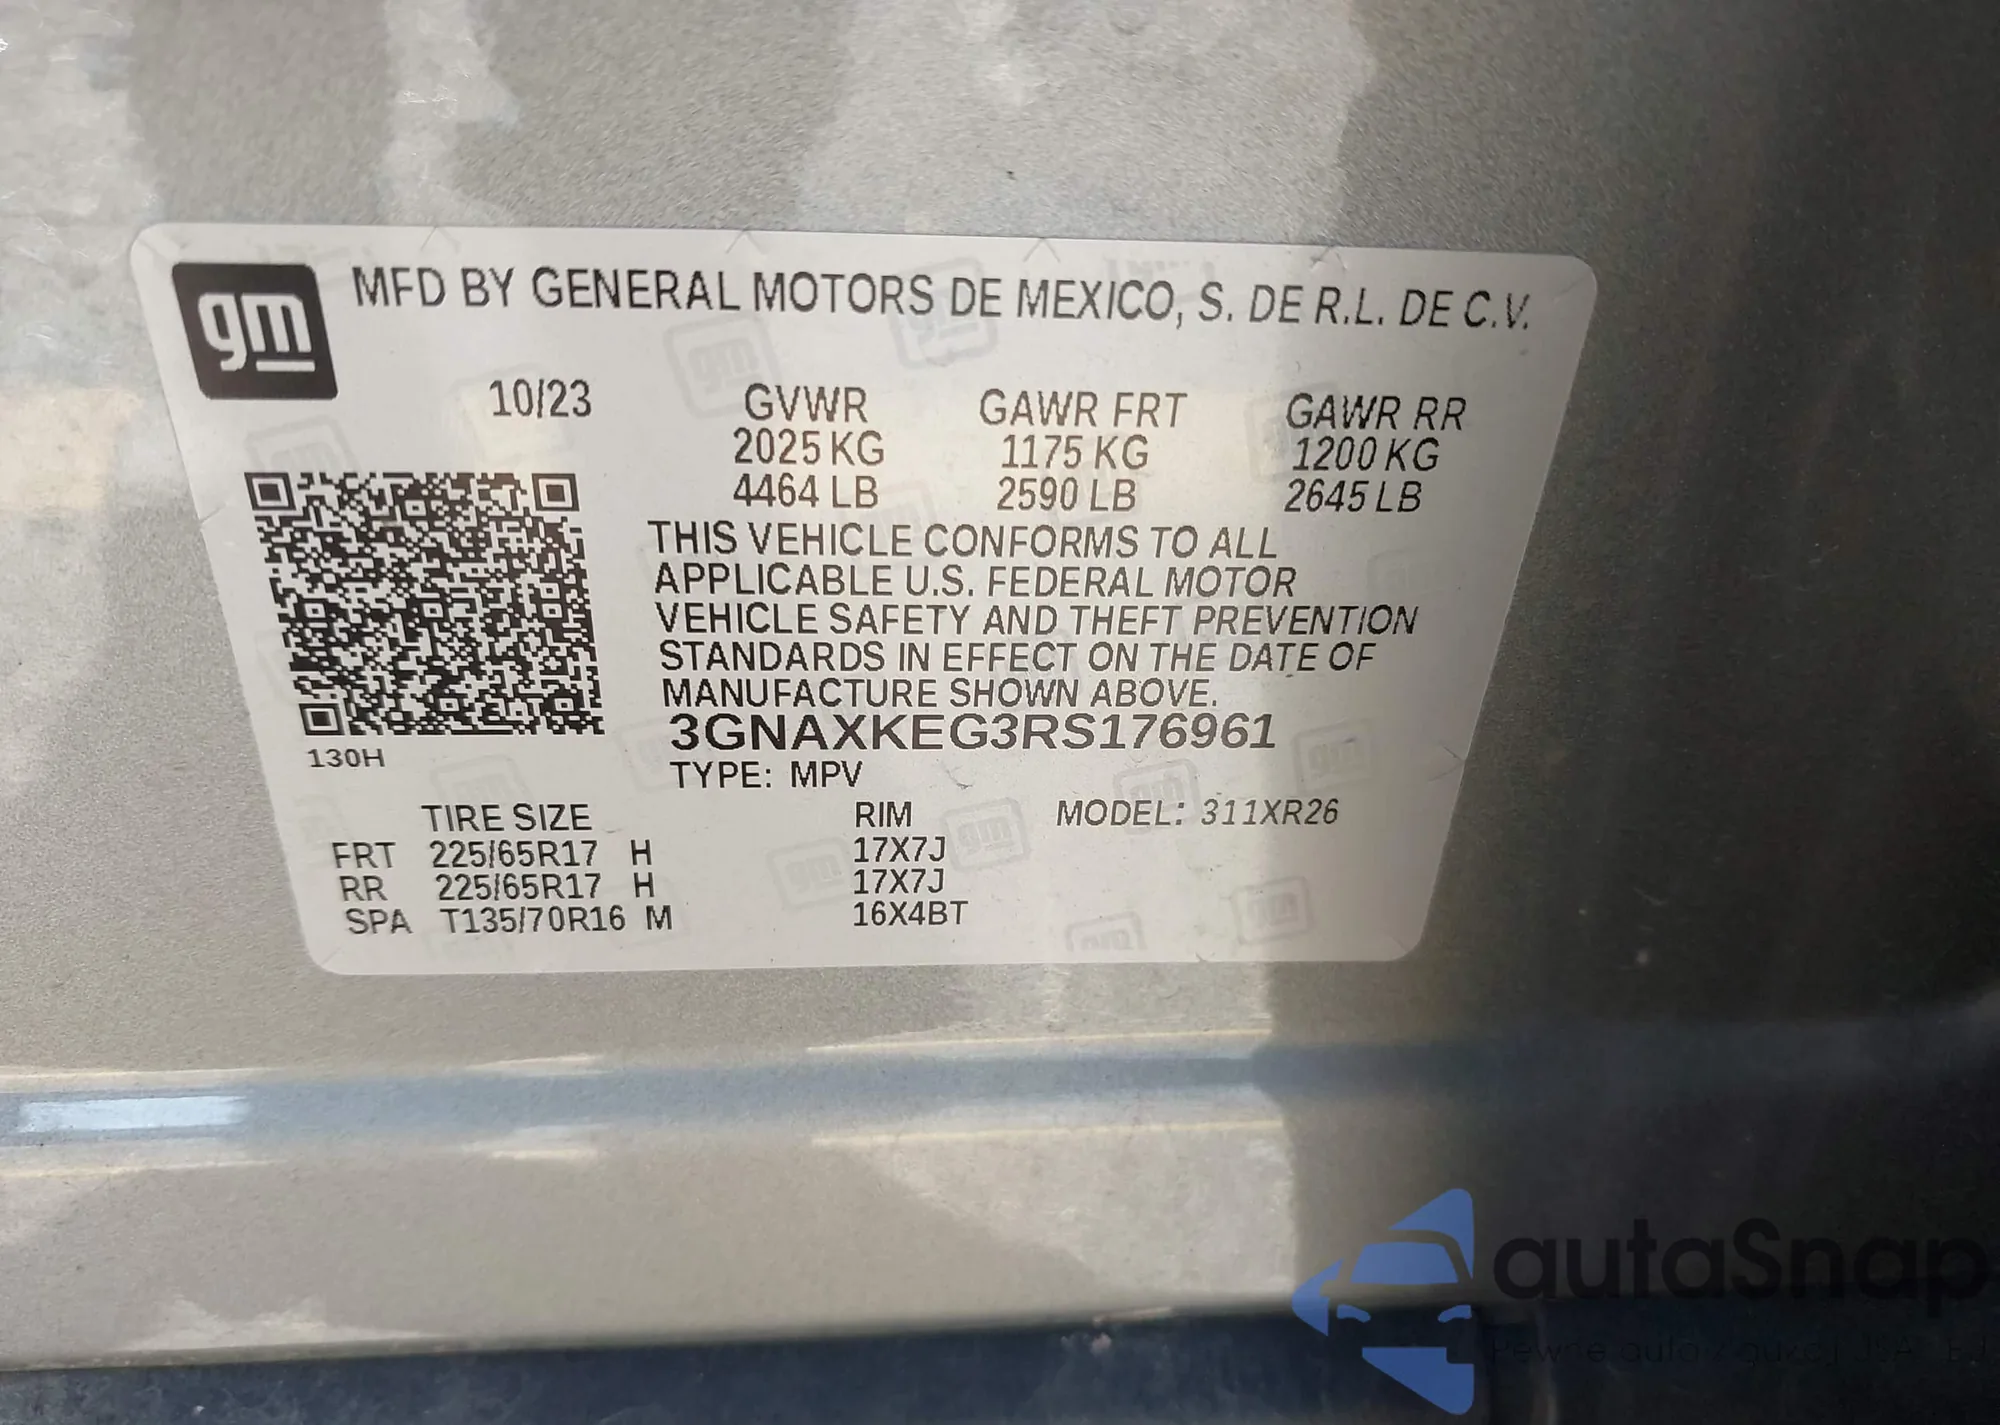 gm
MFD BY GENERAL MOTORS DE MEXICO, S. DE R.L. DE C.V.
10/23 GVWR GAWR FRT GAWR RR
2025 KG 1175 KG 1200 KG
4464 LB 2590 LB 2645 LB
THIS VEHICLE CONFORMS TO ALL
APPLICABLE U.S. FEDERAL MOTOR
VEHICLE SAFETY AND THEFT PREVENTION
STANDARDS IN EFFECT ON THE DATE OF
MANUFACTURE SHOWN ABOVE.
3GNAXKEG3RS176961
130H
TYPE: MPV
TIRE SIZE RIM MODEL: 311XR26
FRT 225/65R17 H 17X7J
RR 225/65R17 H 17X7J
SPA T135/70R16 M 16X4BT
autaSnap
Pewne auto z